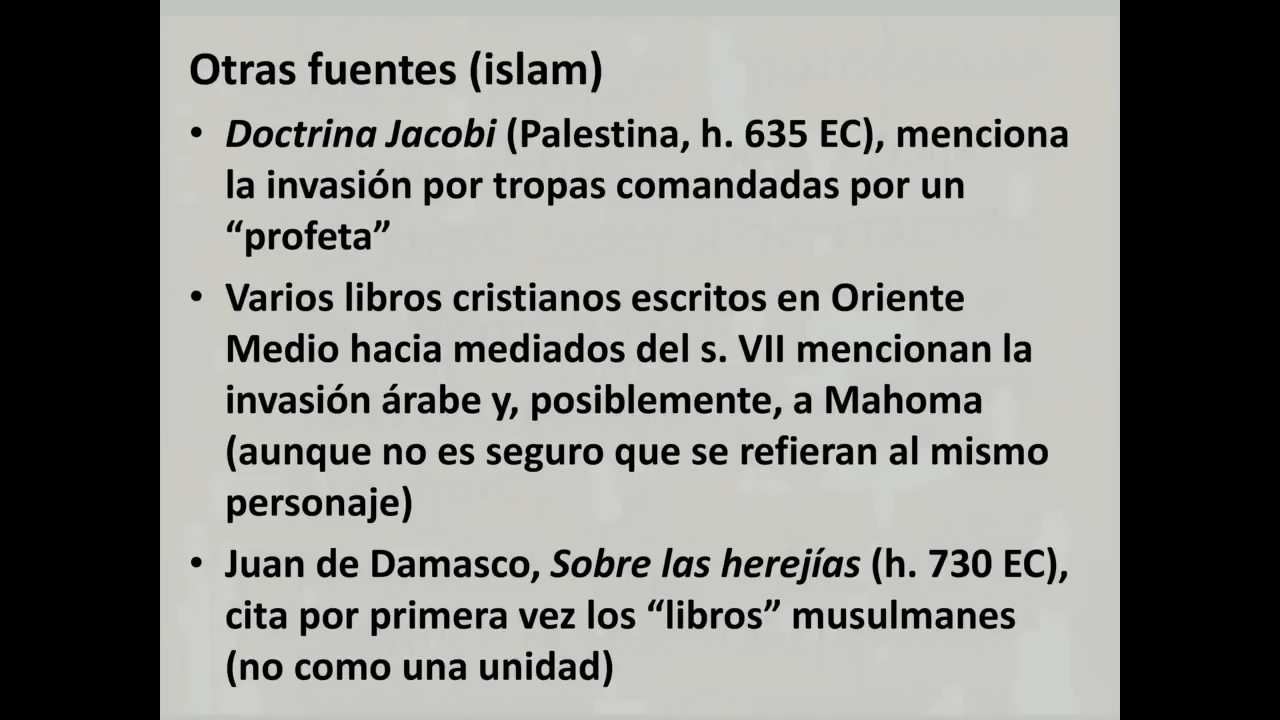 Otras fuentes (islam)
• Doctrina Jacobi (Palestina, h. 635 EC), menciona
la invasión por tropas comandadas por un
“profeta”
• Varios libros cristianos escritos en Oriente
Medio hacia mediados del s. VII mencionan la
invasión árabe y, posiblemente, a Mahoma
(aunque no es seguro que se refieran al mismo
personaje)
• Juan de Damasco, Sobre las herejías (h. 730 EC),
cita por primera vez los “libros” musulmanes
(no como una unidad)